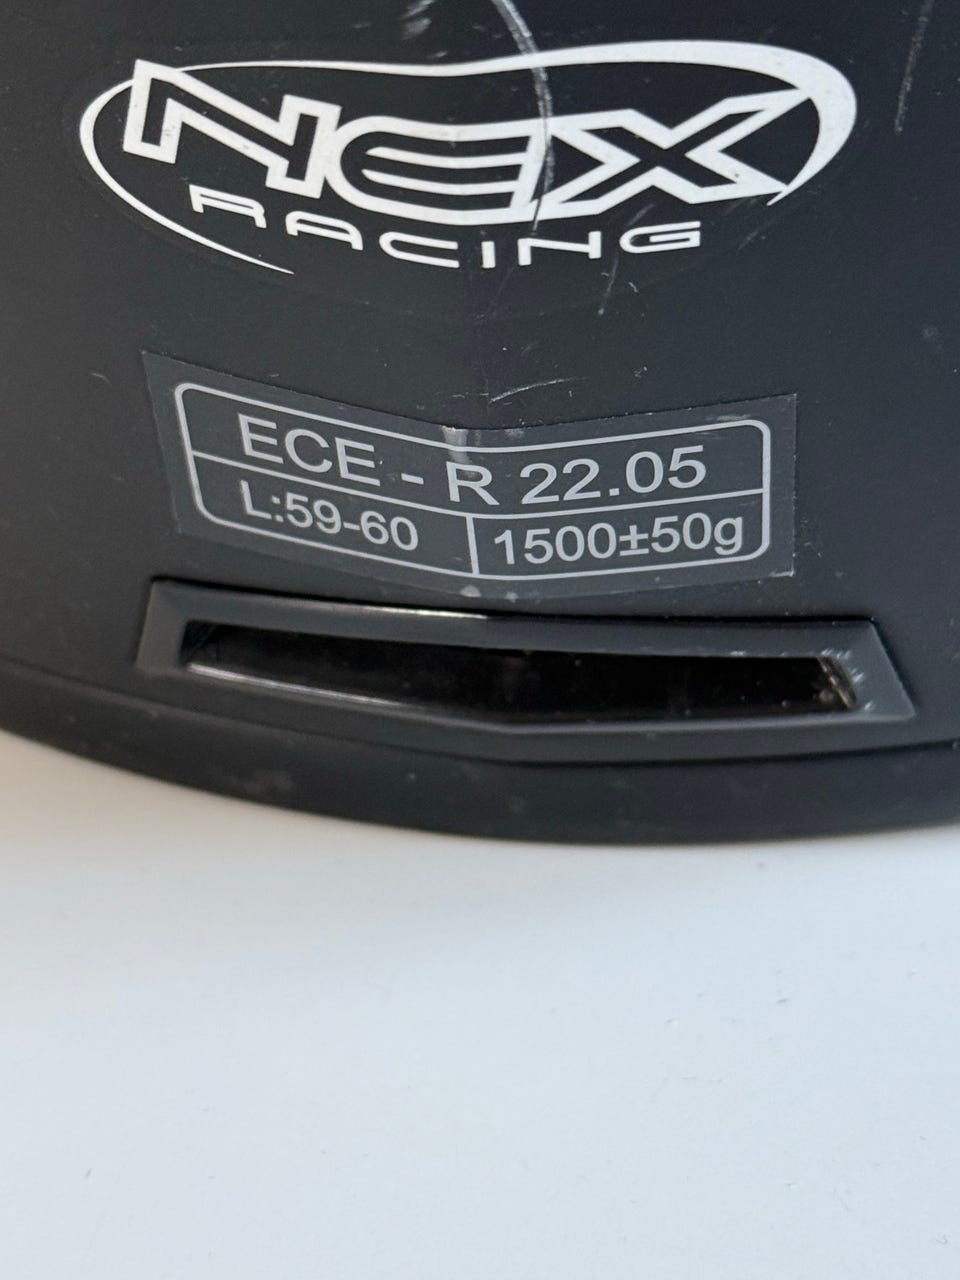 NEX
RACING
ECE - R 22.05
L:59-60
1500±50g